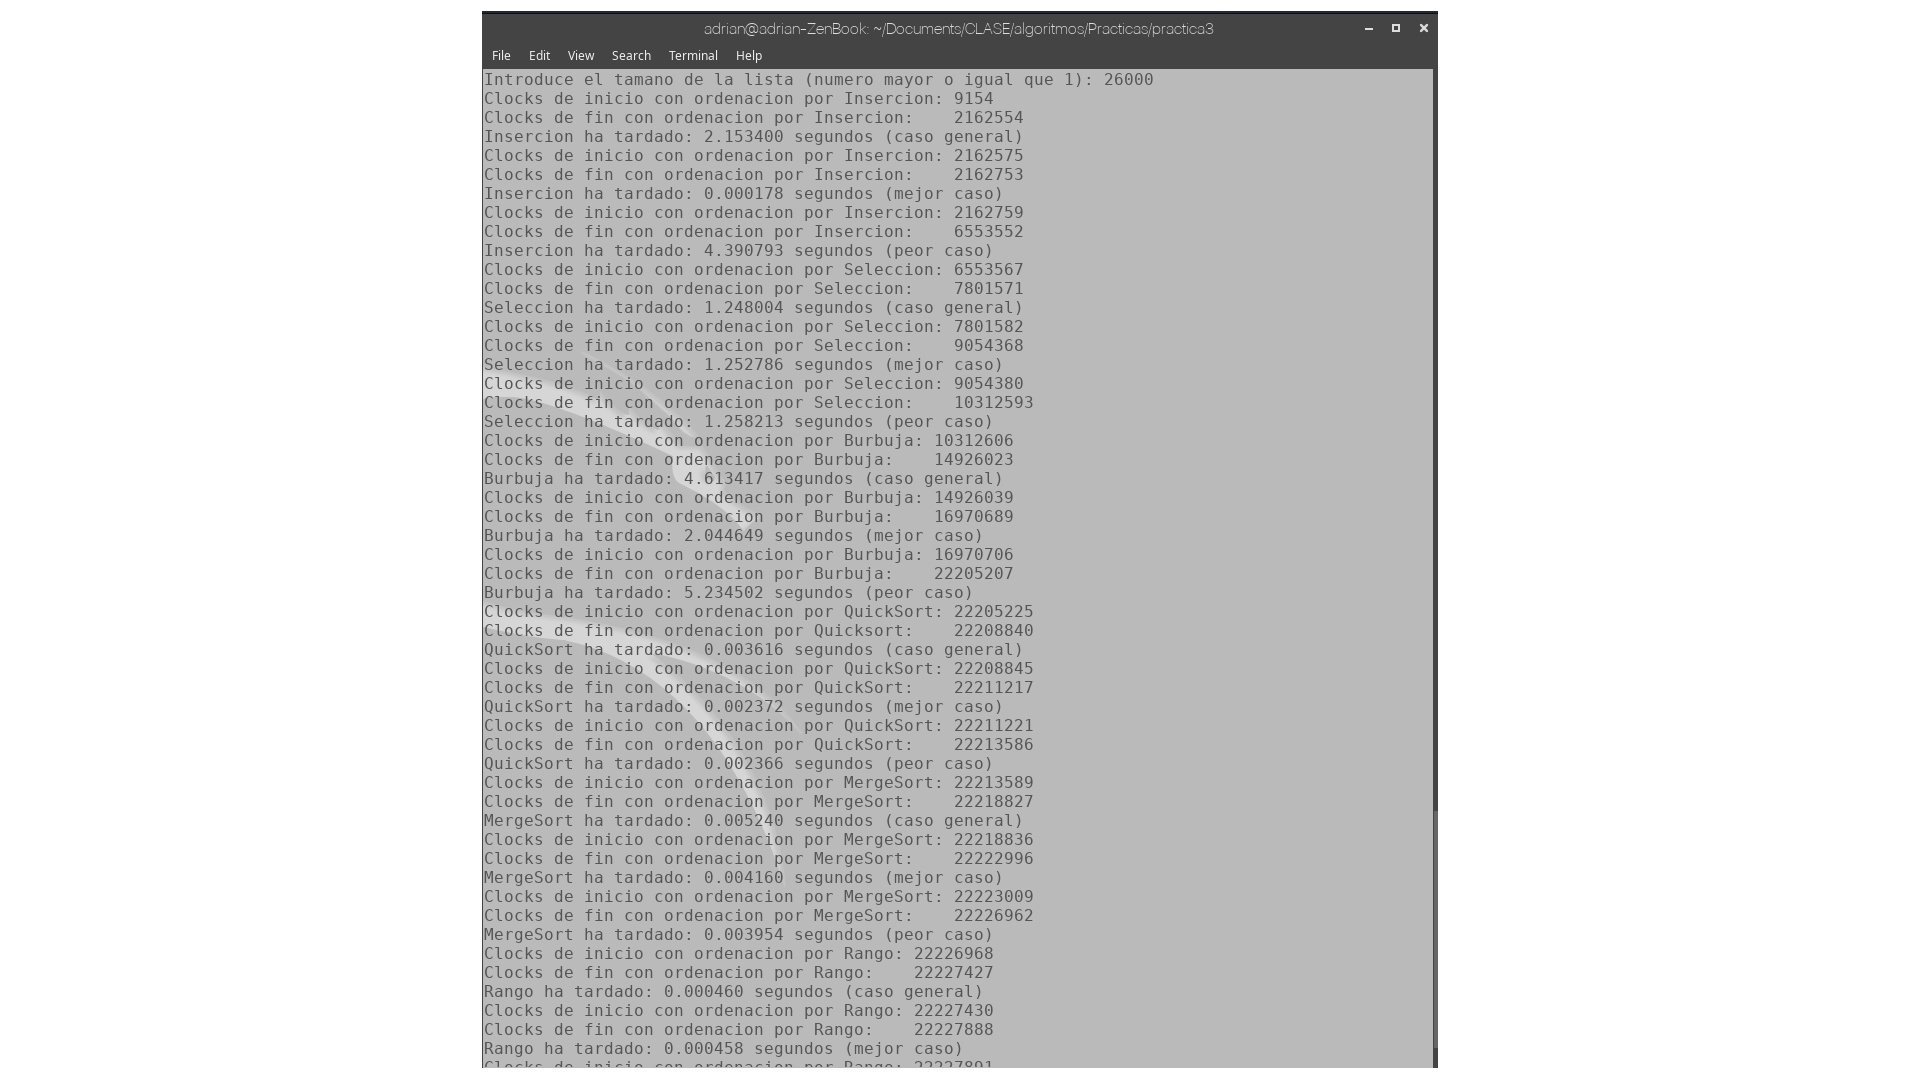 adrian@adrian-ZenBook: ~/Documents/CLASE/algoritmos/Practicas/practica3
File Edit View Search Terminal Help
Introduce el tamano de la lista (numero mayor o igual que 1): 26000
Clocks de inicio con ordenacion por Insercion: 9154
Clocks de fin con ordenacion por Insercion:    2162554
Insercion ha tardado: 2.153400 segundos (caso general)
Clocks de inicio con ordenacion por Insercion: 2162575
Clocks de fin con ordenacion por Insercion:    2162753
Insercion ha tardado: 0.000178 segundos (mejor caso)
Clocks de inicio con ordenacion por Insercion: 2162759
Clocks de fin con ordenacion por Insercion:    6553552
Insercion ha tardado: 4.390793 segundos (peor caso)
Clocks de inicio con ordenacion por Seleccion: 6553567
Clocks de fin con ordenacion por Seleccion:    7801571
Seleccion ha tardado: 1.248004 segundos (caso general)
Clocks de inicio con ordenacion por Seleccion: 7801582
Clocks de fin con ordenacion por Seleccion:    9054368
Seleccion ha tardado: 1.252786 segundos (mejor caso)
Clocks de inicio con ordenacion por Seleccion: 9054380
Clocks de fin con ordenacion por Seleccion:    10312593
Seleccion ha tardado: 1.258213 segundos (peor caso)
Clocks de inicio con ordenacion por Burbuja: 10312606
Clocks de fin con ordenacion por Burbuja:    14926023
Burbuja ha tardado: 4.613417 segundos (caso general)
Clocks de inicio con ordenacion por Burbuja: 14926039
Clocks de fin con ordenacion por Burbuja:    16970689
Burbuja ha tardado: 2.044649 segundos (mejor caso)
Clocks de inicio con ordenacion por Burbuja: 16970706
Clocks de fin con ordenacion por Burbuja:    22205207
Burbuja ha tardado: 5.234502 segundos (peor caso)
Clocks de inicio con ordenacion por QuickSort: 22205225
Clocks de fin con ordenacion por Quicksort:    22208840
QuickSort ha tardado: 0.003616 segundos (caso general)
Clocks de inicio con ordenacion por QuickSort: 22208845
Clocks de fin con ordenacion por QuickSort:    22211217
QuickSort ha tardado: 0.002372 segundos (mejor caso)
Clocks de inicio con ordenacion por QuickSort: 22211221
Clocks de fin con ordenacion por QuickSort:    22213586
QuickSort ha tardado: 0.002366 segundos (peor caso)
Clocks de inicio con ordenacion por MergeSort: 22213589
Clocks de fin con ordenacion por MergeSort:    22218827
MergeSort ha tardado: 0.005240 segundos (caso general)
Clocks de inicio con ordenacion por MergeSort: 22218836
Clocks de fin con ordenacion por MergeSort:    22222996
MergeSort ha tardado: 0.004160 segundos (mejor caso)
Clocks de inicio con ordenacion por MergeSort: 22223009
Clocks de fin con ordenacion por MergeSort:    22226962
MergeSort ha tardado: 0.003954 segundos (peor caso)
Clocks de inicio con ordenacion por Rango: 22226968
Clocks de fin con ordenacion por Rango:    22227427
Rango ha tardado: 0.000460 segundos (caso general)
Clocks de inicio con ordenacion por Rango: 22227430
Clocks de fin con ordenacion por Rango:    22227888
Rango ha tardado: 0.000458 segundos (mejor caso)
Clocks de inicio con ordenacion por Rango: 22227891